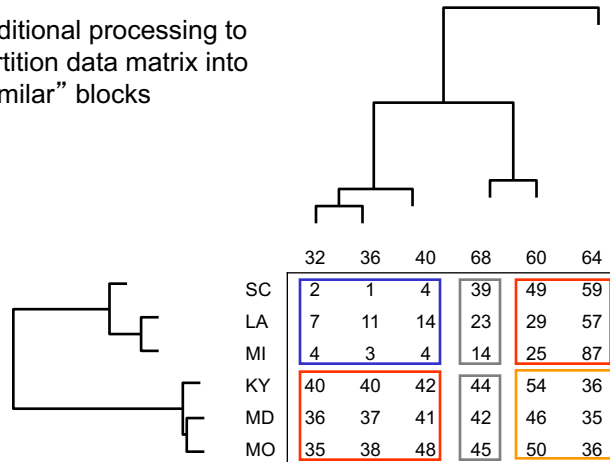 ditional processing to
rtition data matrix into
milar” blocks
32 36 40 68 60 64
SC 2 1 4 39 49 59
LA 7 11 14 23 29 57
MI 4 3 4 14 25 87
KY 40 40 42 44 54 36
MD 36 37 41 42 46 35
MO 35 38 48 45 50 36